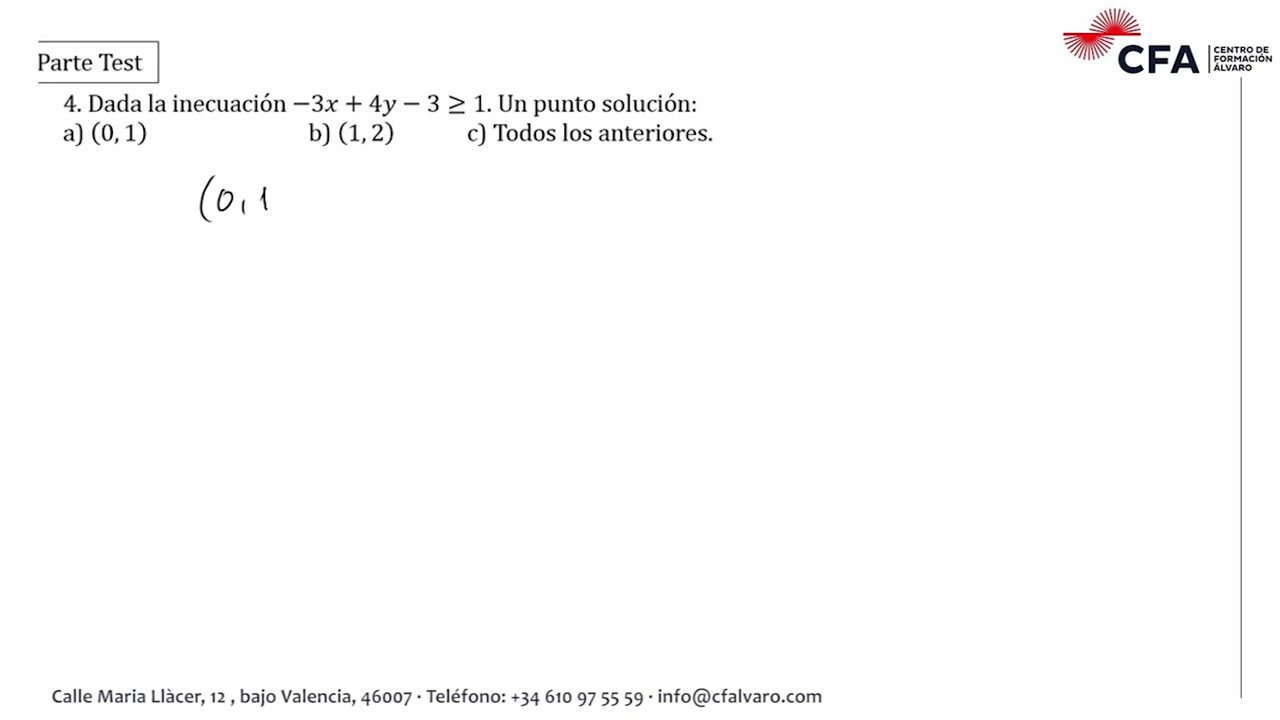 CFA CENTRO DE FORMACIÓN ÁLVARO
Parte Test
4. Dada la inecuación −3x + 4y − 3 ≥ 1. Un punto solución:
a) (0, 1) b) (1, 2) c) Todos los anteriores.
(0, 1
Calle Maria Llàcer, 12 , bajo Valencia, 46007 · Teléfono: +34 610 97 55 59 · info@cfalvaro.com